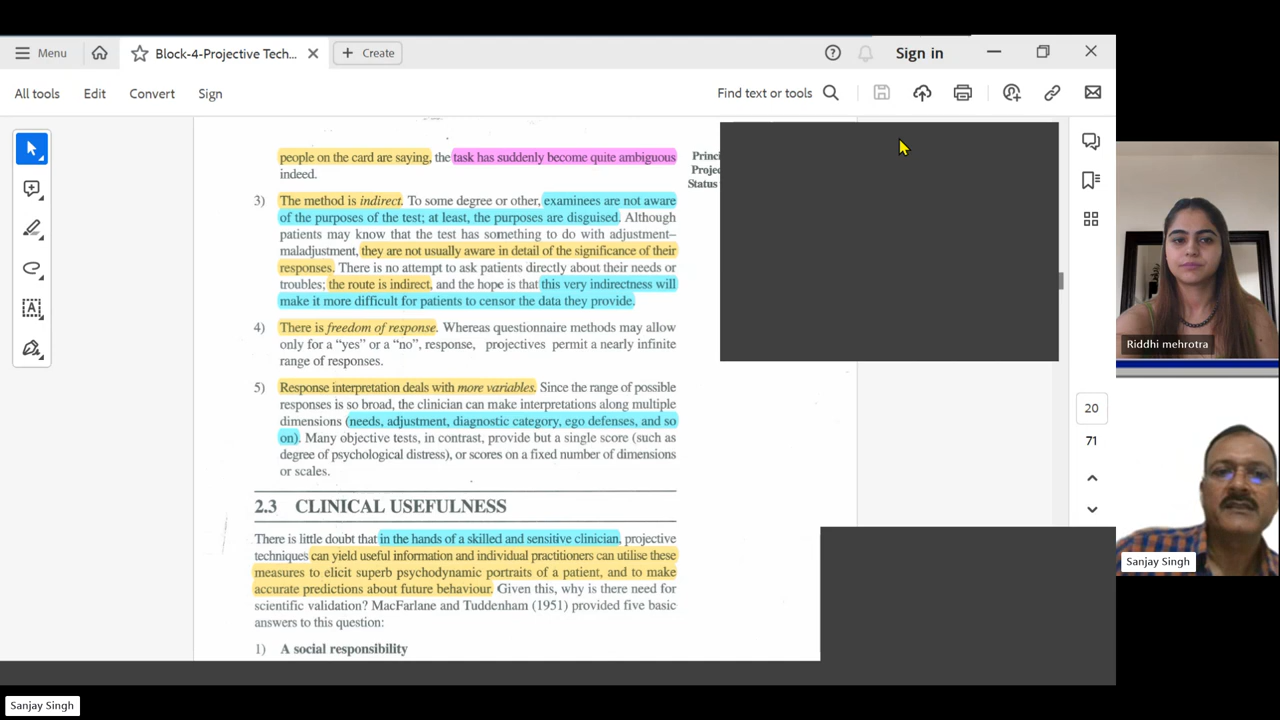 Menu
Block-4-Projective Tech...
Create
Sign in
All tools
Edit
Convert
Sign
Find text or tools
people on the card are saying, the task has suddenly become quite ambiguous
indeed.
Princi
Proje
Status
3) The method is indirect. To some degree or other, examinees are not aware
of the purposes of the test; at least, the purposes are disguised. Although
patients may know that the test has something to do with adjustment–
maladjustment, they are not usually aware in detail of the significance of their
responses. There is no attempt to ask patients directly about their needs or
troubles; the route is indirect, and the hope is that this very indirectness will
make it more difficult for patients to censor the data they provide.
4) There is freedom of response. Whereas questionnaire methods may allow
only for a “yes” or a “no”, response, projectives permit a nearly infinite
range of responses.
5) Response interpretation deals with more variables. Since the range of possible
responses is so broad, the clinician can make interpretations along multiple
dimensions (needs, adjustment, diagnostic category, ego defenses, and so
on). Many objective tests, in contrast, provide but a single score (such as
degree of psychological distress), or scores on a fixed number of dimensions
or scales.
2.3 CLINICAL USEFULNESS
There is little doubt that in the hands of a skilled and sensitive clinician, projective
techniques can yield useful information and individual practitioners can utilise these
measures to elicit superb psychodynamic portraits of a patient, and to make
accurate predictions about future behaviour. Given this, why is there need for
scientific validation? MacFarlane and Tuddenham (1951) provided five basic
answers to this question:
1) A social responsibility
20
71
Riddhi mehrotra
Sanjay Singh
Sanjay Singh